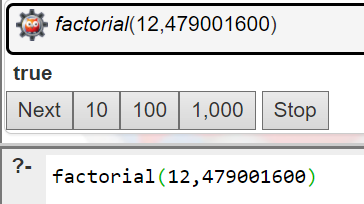 factorial(12,479001600)
true
Next 10 100 1,000 Stop
?- factorial(12,479001600)